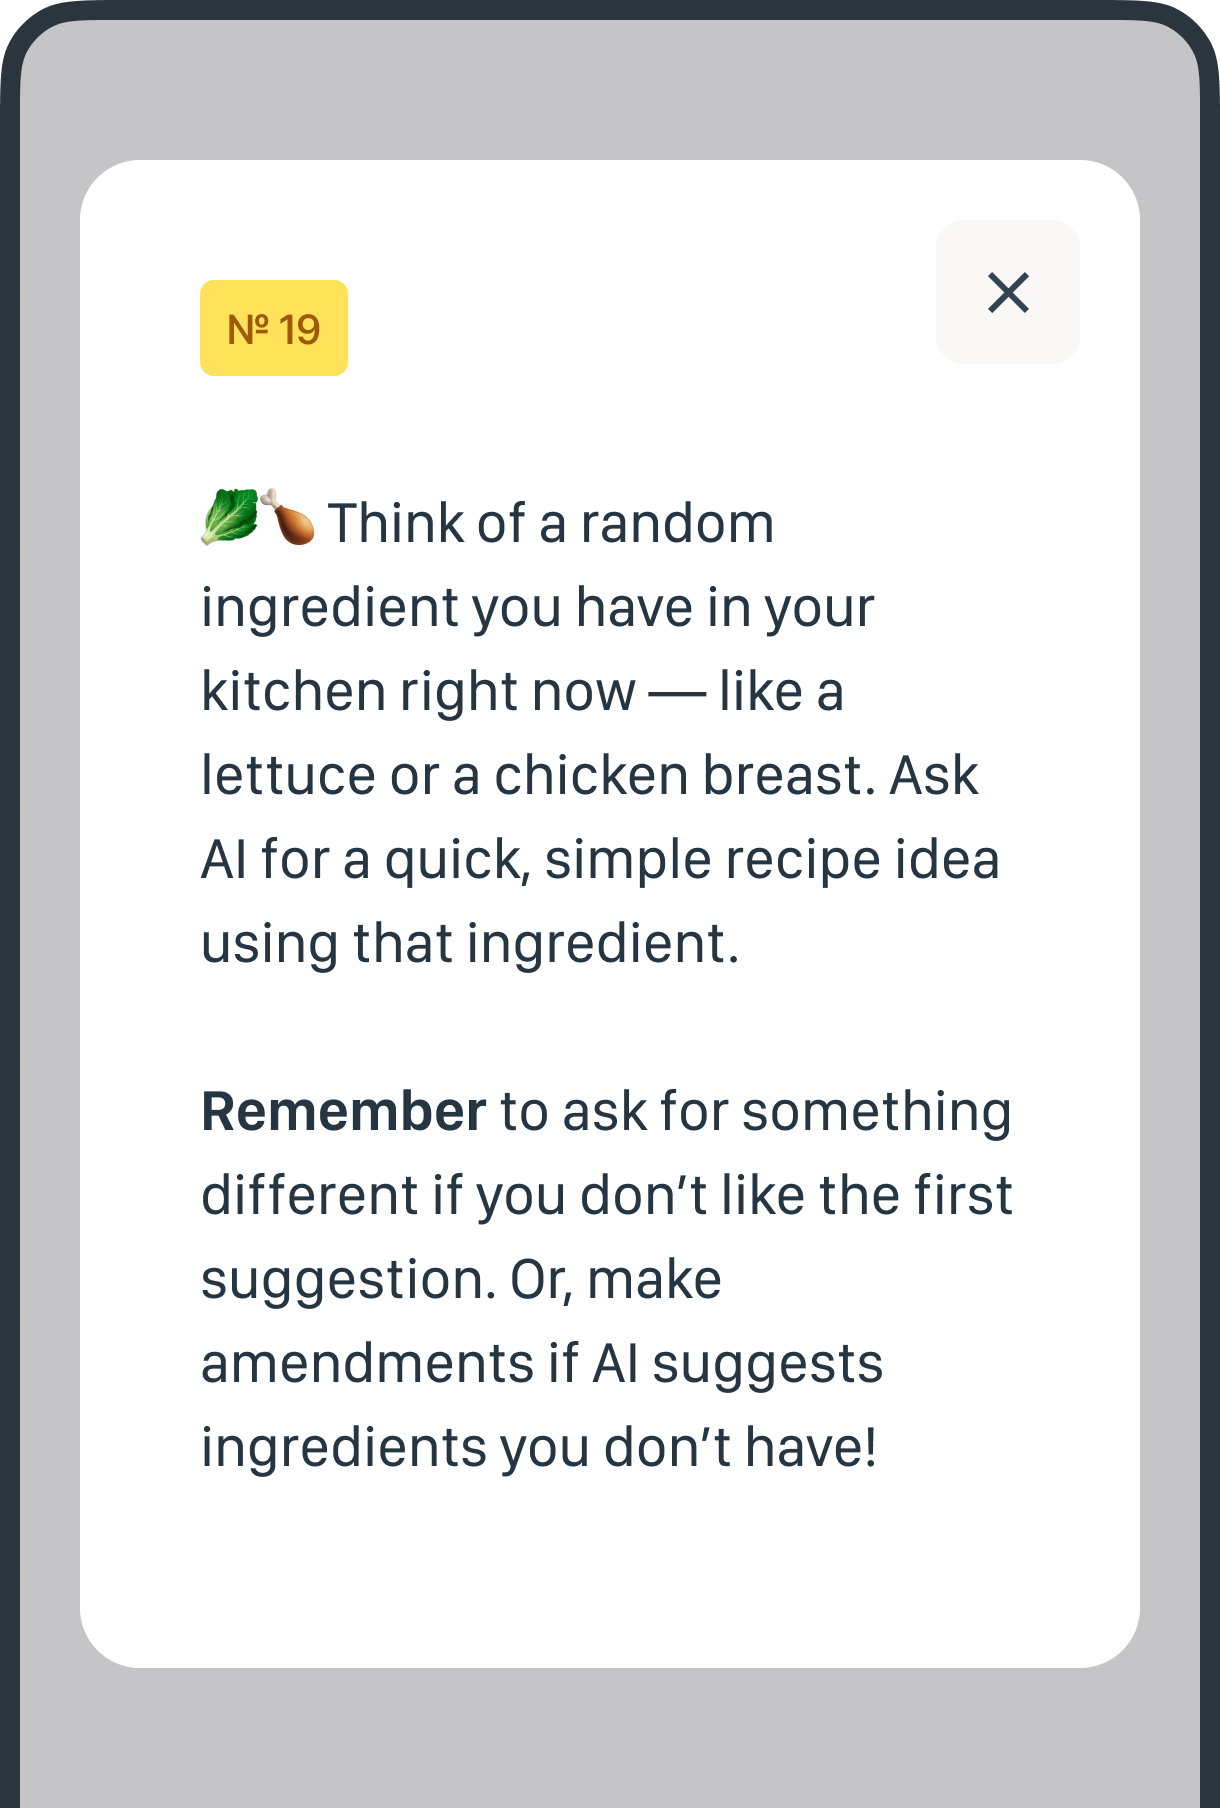 № 19
🥬🍗 Think of a random
ingredient you have in your
kitchen right now — like a
lettuce or a chicken breast. Ask
AI for a quick, simple recipe idea
using that ingredient.
Remember to ask for something
different if you don’t like the first
suggestion. Or, make
amendments if AI suggests
ingredients you don’t have!